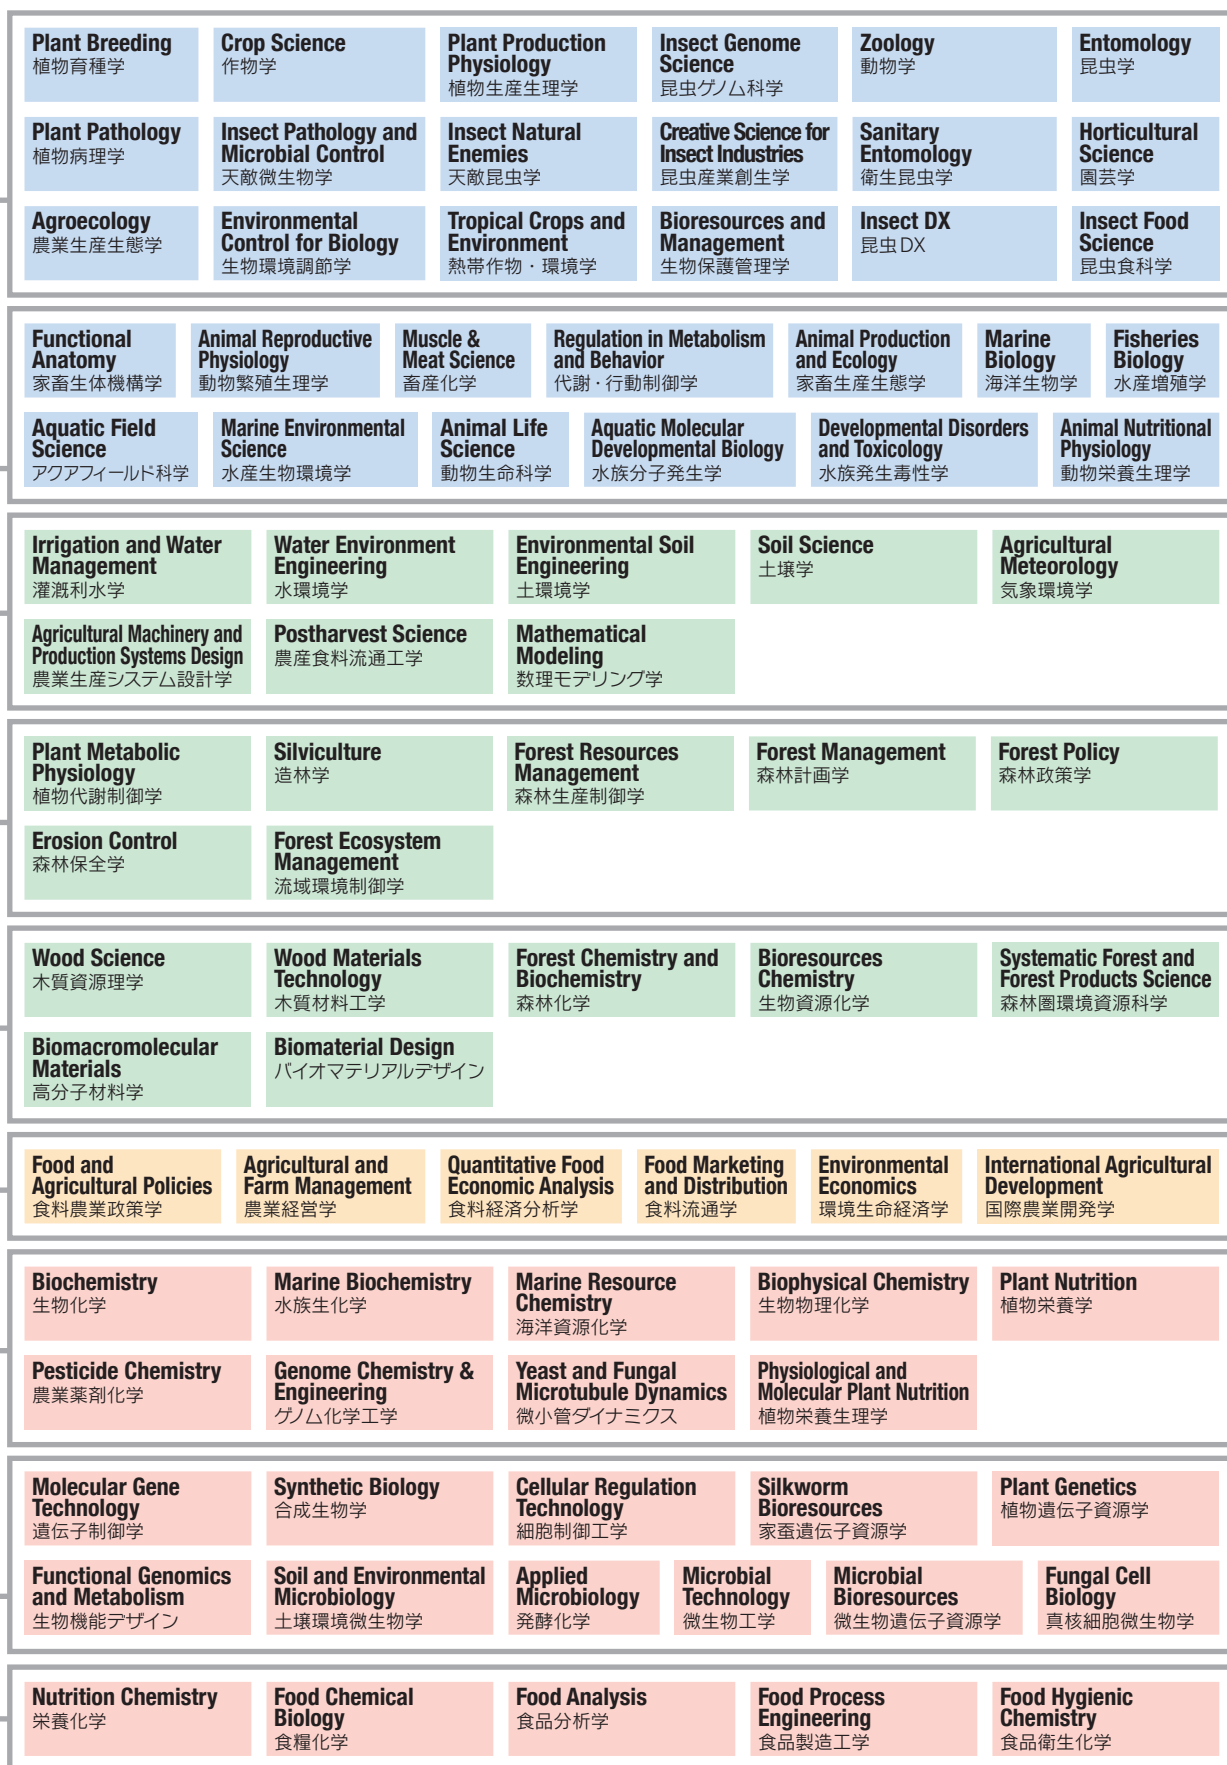 Plant Breeding
植物育種学
Crop Science
作物学
Plant Production
Physiology
植物生産生理学
Insect Genome
Science
昆虫ゲノム科学
Zoology
動物学
Entomology
昆虫学
Plant Pathology
植物病理学
Insect Pathology and
Microbial Control
天敵微生物学
Insect Natural
Enemies
天敵昆虫学
Creative Science for
Insect Industries
昆虫産業創生学
Sanitary
Entomology
衛生昆虫学
Horticultural
Science
園芸学
Agroecology
農業生産生態学
Environmental
Control for Biology
生物環境調節学
Tropical Crops and
Environment
熱帯作物・環境学
Bioresources and
Management
生物保護管理学
Insect DX
昆虫DX
Insect Food
Science
昆虫食科学
Functional
Anatomy
家畜生体機構学
Animal Reproductive
Physiology
動物繁殖生理学
Muscle &
Meat Science
畜産化学
Regulation in Metabolism
and Behavior
代謝・行動制御学
Animal Production
and Ecology
家畜生産生態学
Marine
Biology
海洋生物学
Fisheries
Biology
水産増殖学
Aquatic Field
Science
アクアフィールド科学
Marine Environmental
Science
水産生物環境学
Animal Life
Science
動物生命科学
Aquatic Molecular
Developmental Biology
水族分子発生学
Developmental Disorders
and Toxicology
水族発生毒性学
Animal Nutritional
Physiology
動物栄養生理学
Irrigation and Water
Management
灌漑利水学
Water Environment
Engineering
水環境学
Environmental Soil
Engineering
土環境学
Soil Science
土壌学
Agricultural
Meteorology
気象環境学
Agricultural Machinery and
Production Systems Design
農業生産システム設計学
Postharvest Science
農産食料流通工学
Mathematical
Modeling
数理モデリング学
Plant Metabolic
Physiology
植物代謝制御学
Silviculture
造林学
Forest Resources
Management
森林生産制御学
Forest Management
森林計画学
Forest Policy
森林政策学
Erosion Control
森林保全学
Forest Ecosystem
Management
流域環境制御学
Wood Science
木質資源理学
Wood Materials
Technology
木質材料工学
Forest Chemistry and
Biochemistry
森林化学
Bioresources
Chemistry
生物資源化学
Systematic Forest and
Forest Products Science
森林圏環境資源科学
Biomacromolecular
Materials
高分子材料学
Biomaterial Design
バイオマテリアルデザイン
Food and
Agricultural Policies
食料農業政策学
Agricultural and
Farm Management
農業経営学
Quantitative Food
Economic Analysis
食料経済分析学
Food Marketing
and Distribution
食料流通学
Environmental
Economics
環境生命経済学
International Agricultural
Development
国際農業開発学
Biochemistry
生物化学
Marine Biochemistry
水族生化学
Marine Resource
Chemistry
海洋資源化学
Biophysical Chemistry
生物物理化学
Plant Nutrition
植物栄養学
Pesticide Chemistry
農業薬剤化学
Genome Chemistry &
Engineering
ゲノム化学工学
Yeast and Fungal
Microtubule Dynamics
微小管ダイナミクス
Physiological and
Molecular Plant Nutrition
植物栄養生理学
Molecular Gene
Technology
遺伝子制御学
Synthetic Biology
合成生物学
Cellular Regulation
Technology
細胞制御工学
Silkworm
Bioresources
家蚕遺伝子資源学
Plant Genetics
植物遺伝子資源学
Functional Genomics
and Metabolism
生物機能デザイン
Soil and Environmental
Microbiology
土壌環境微生物学
Applied
Microbiology
発酵化学
Microbial
Technology
微生物工学
Microbial
Bioresources
微生物遺伝子資源学
Fungal Cell
Biology
真核細胞微生物学
Nutrition Chemistry
栄養化学
Food Chemical
Biology
食糧化学
Food Analysis
食品分析学
Food Process
Engineering
食品製造工学
Food Hygienic
Chemistry
食品衛生化学